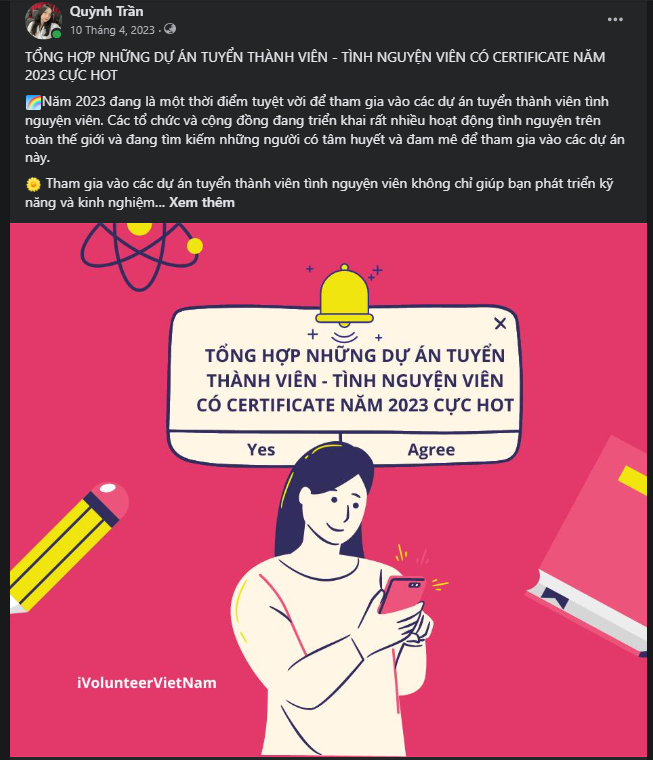 Quỳnh Trần
10 Tháng 4, 2023 ·
TỔNG HỢP NHỮNG DỰ ÁN TUYỂN THÀNH VIÊN - TÌNH NGUYỆN VIÊN CÓ CERTIFICATE NĂM
2023 CỰC HOT
🌈Năm 2023 đang là một thời điểm tuyệt vời để tham gia vào các dự án tuyển thành viên tình
nguyện viên. Các tổ chức và cộng đồng đang triển khai rất nhiều hoạt động tình nguyện trên
toàn thế giới và đang tìm kiếm những người có tâm huyết và đam mê để tham gia vào các dự án
này.
🌼 Tham gia vào các dự án tuyển thành viên tình nguyện viên không chỉ giúp bạn phát triển kỹ
năng và kinh nghiệm... Xem thêm
TỔNG HỢP NHỮNG DỰ ÁN TUYỂN
THÀNH VIÊN - TÌNH NGUYỆN VIÊN
CÓ CERTIFICATE NĂM 2023 CỰC HOT
Yes
Agree
iVolunteerVietNam